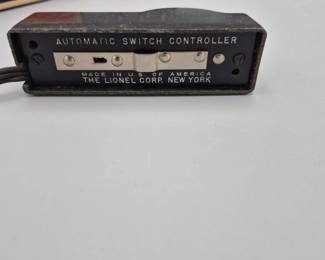 AUTOMATIC SWITCH CONTROLLER
MADE IN U.S. OF AMERICA
THE LIONEL CORP. NEW YORK